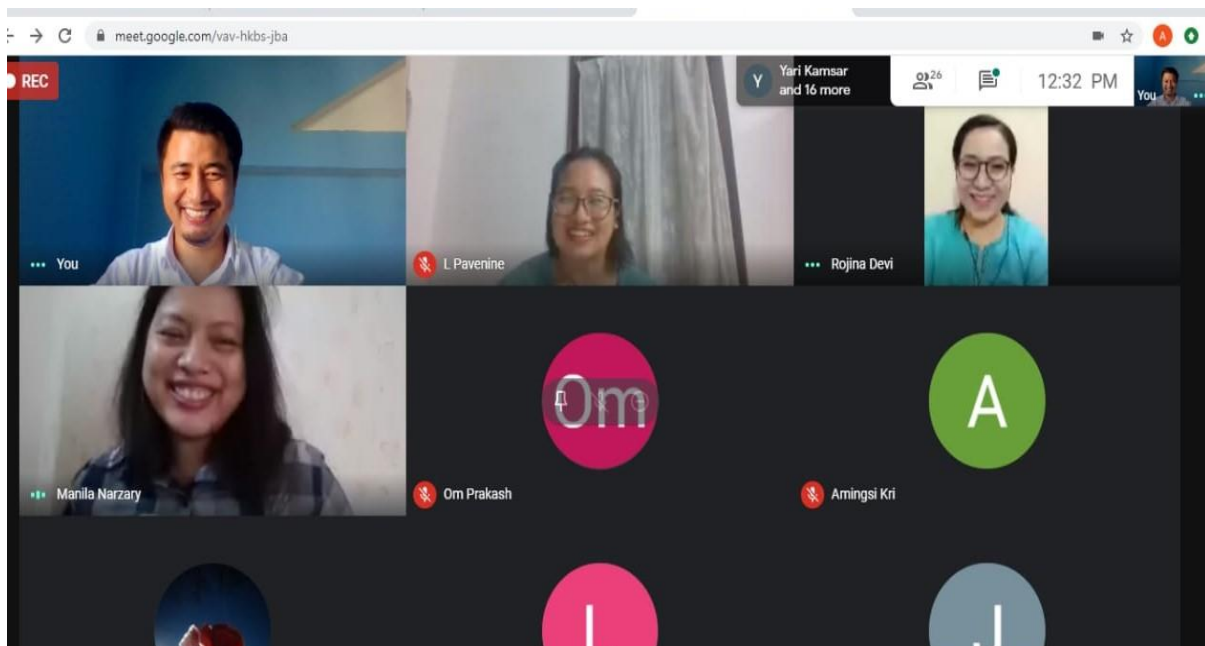 meet.google.com/vav-hkbs-jba
A
REC
Y
Yari Kamsar
and 16 more
26
12:32 PM
You
You
L Pavenine
Rojina Devi
Om
A
Manila Narzary
Om Prakash
Amingsi Kri
J